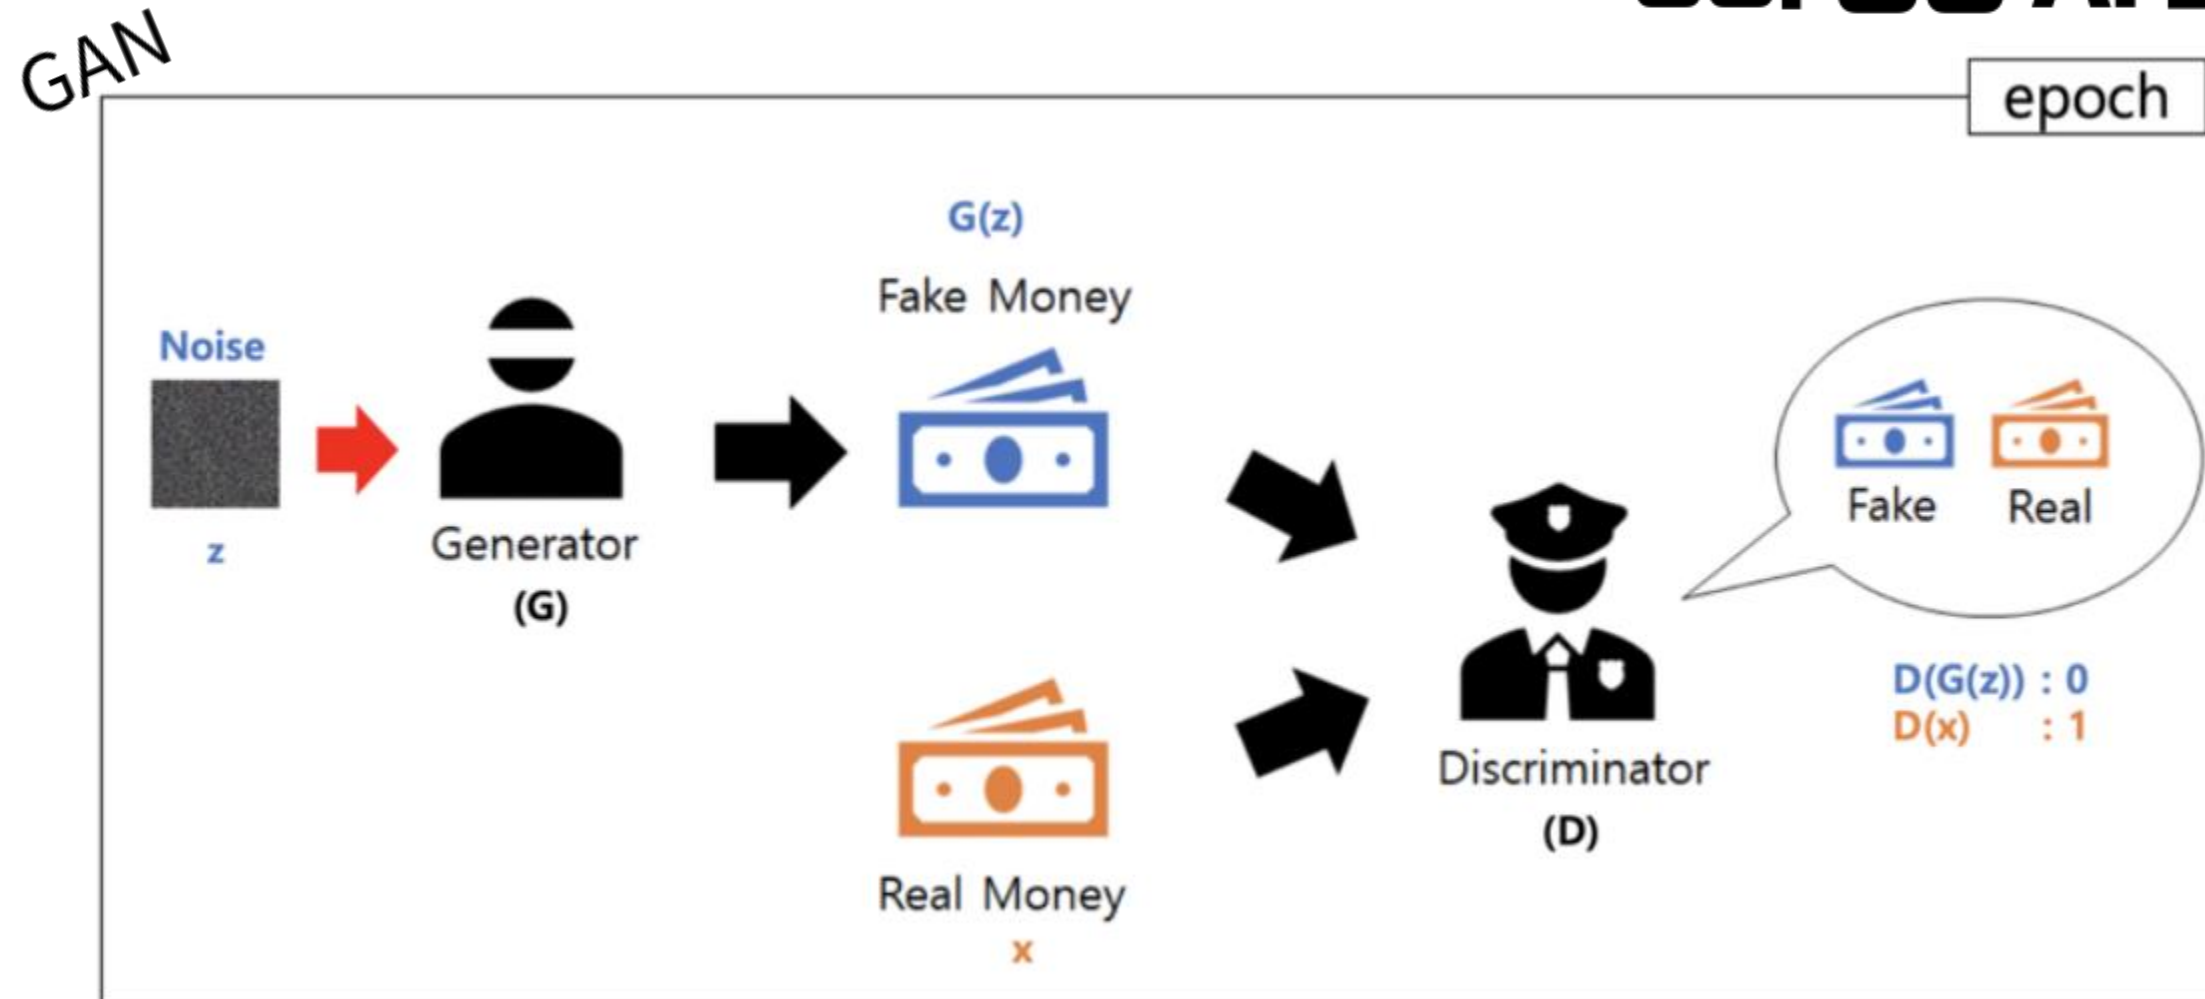 GAN
epoch
G(z)
Fake Money
Noise
z
Generator
(G)
Fake Real
D(G(z)) : 0
D(x) : 1
Discriminator
(D)
Real Money
x